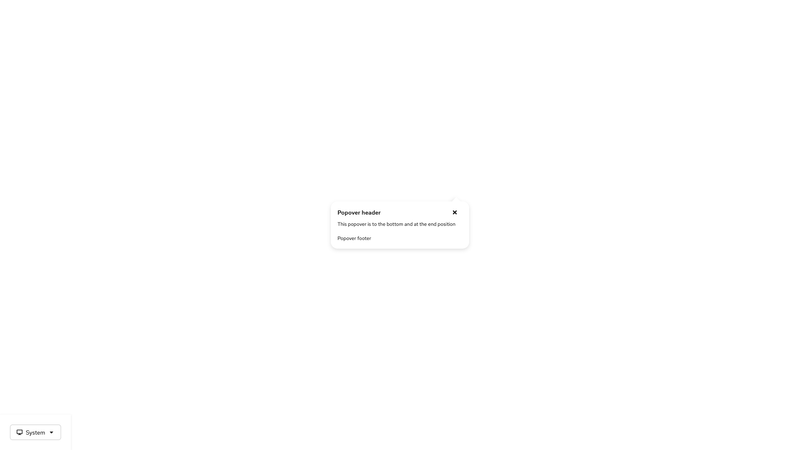 Popover header
This popover is to the bottom and at the end position
Popover footer
System